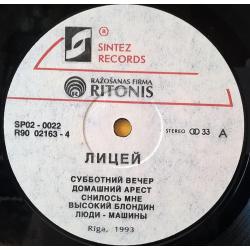 ®
SINTEZ
RECORDS
RAŽOŠANAS FIRMA
RITONIS
SP02 - 0022
R90 02163 - 4
STEREO 33 A
ЛИЦЕЙ
СУББОТНИЙ ВЕЧЕР
ДОМАШНИЙ АРЕСТ
СНИЛОСЬ МНЕ
ВЫСОКИЙ БЛОНДИН
ЛЮДИ - МАШИНЫ
Rīga, 1993